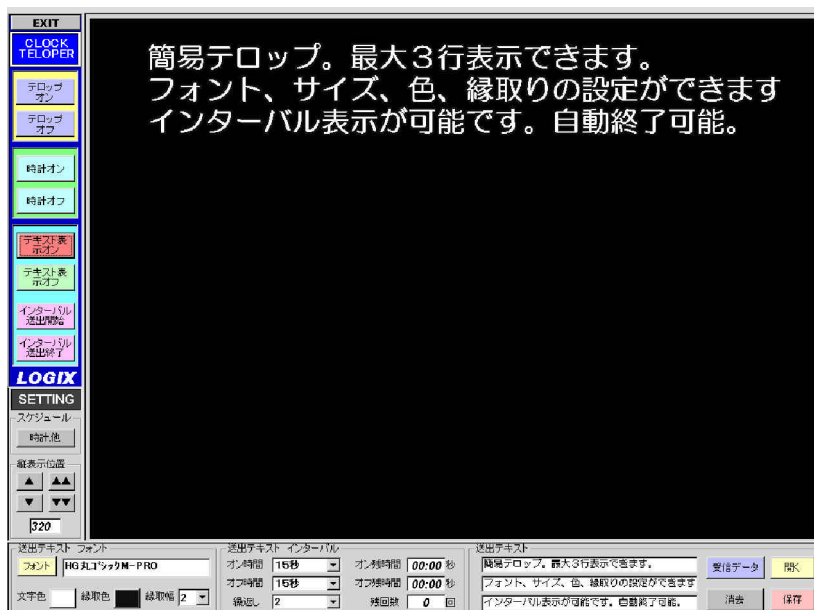 EXIT
CLOCK
TELOPER
テロップ
オン
テロップ
オフ
時計オン
時計オフ
テキスト表
示オン
テキスト表
示オフ
インターバル
送出開始
インターバル
送出終了
LOGIX
SETTING
スケジュール
時計,他
縦表示位置
▲ ▲▲
▼ ▼▼
320
簡易テロップ。最大3行表示できます。
フォント、サイズ、色、縁取りの設定ができます
インターバル表示が可能です。自動終了可能。
送出テキスト フォント
フォント HG丸ゴシックM-PRO
文字色 縁取色 縁取幅 2
送出テキスト インターバル
オン時間 15秒 オン残時間 00:00 秒
オフ時間 15秒 オフ残時間 00:00 秒
繰返し 2 残回数 0 回
送出テキスト
簡易テロップ。最大3行表示できます。
フォント、サイズ、色、縁取りの設定ができます
インターバル表示が可能です。自動終了可能。
受信データ 開く
消去 保存